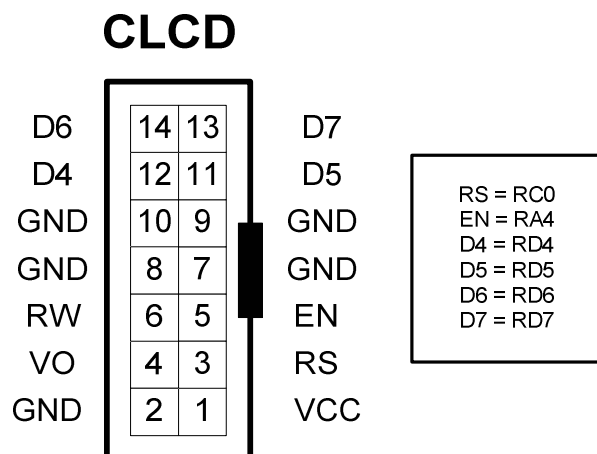 CLCD
D6 14 13 D7
D4 12 11 D5
GND 10 9 GND
GND 8 7 GND
RW 6 5 EN
VO 4 3 RS
GND 2 1 VCC
RS = RC0
EN = RA4
D4 = RD4
D5 = RD5
D6 = RD6
D7 = RD7